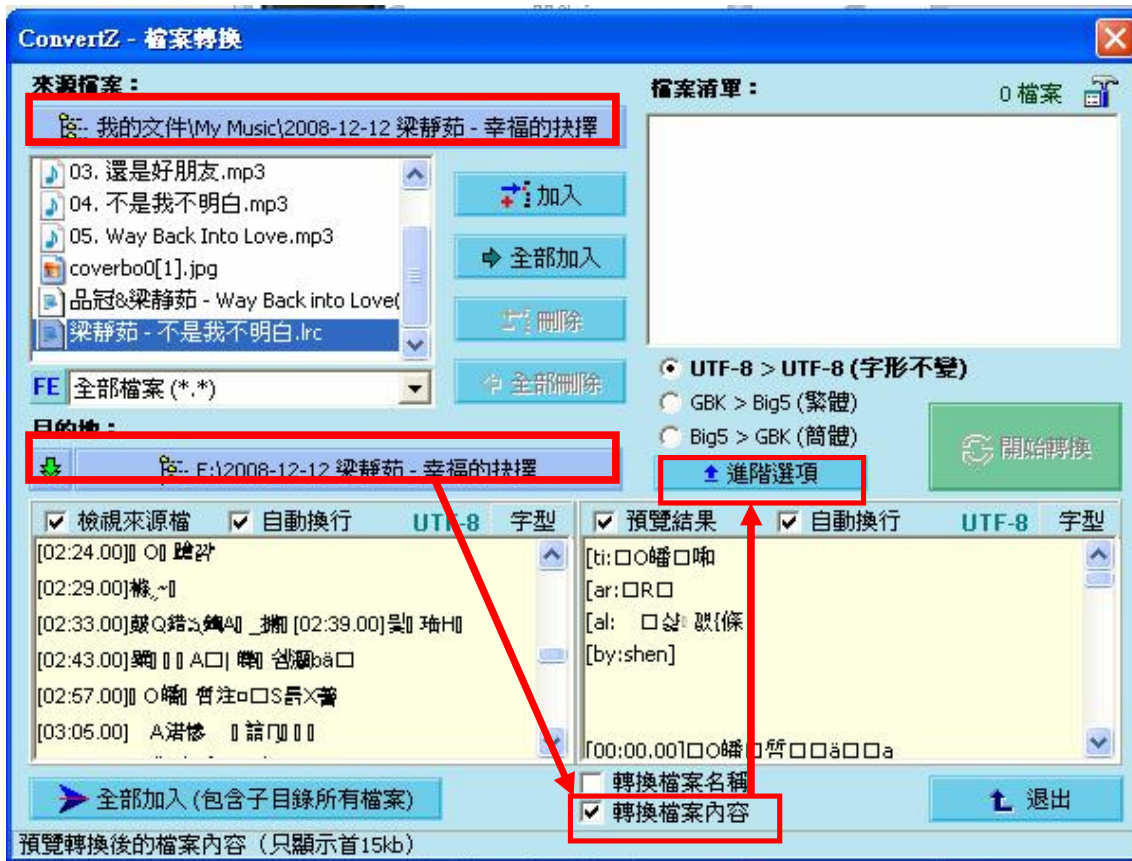 ConvertZ - 檔案轉換
來源檔案：
我的文件\My Music\2008-12-12 梁靜茹 - 幸福的抉擇
03. 還是好朋友.mp3
04. 不是我不明白.mp3
05. Way Back Into Love.mp3
coverbo0[1].jpg
品冠&梁静茹 - Way Back into Love(
梁靜茹 - 不是我不明白.lrc
FE 全部檔案 (*.*)
加入
全部加入
刪除
全部刪除
檔案清單：
0 檔案
UTF-8 > UTF-8 (字形不變)
GBK > Big5 (繁體)
Big5 > GBK (簡體)
進階選項
開始轉換
目的地：
F:\2008-12-12 梁靜茹 - 幸福的抉擇
檢視來源檔 自動換行 UTF-8 字型
[02:24.00]
[02:29.00]
[02:33.00] [02:39.00]
[02:43.00]
[02:57.00]
[03:05.00]
預覽結果 自動換行 UTF-8 字型
[ti:
[ar:
[al:
[by:shen]
[00:00.00]
全部加入 (包含子目錄所有檔案)
轉換檔案名稱
轉換檔案內容
退出
預覽轉換後的檔案內容（只顯示首15kb）